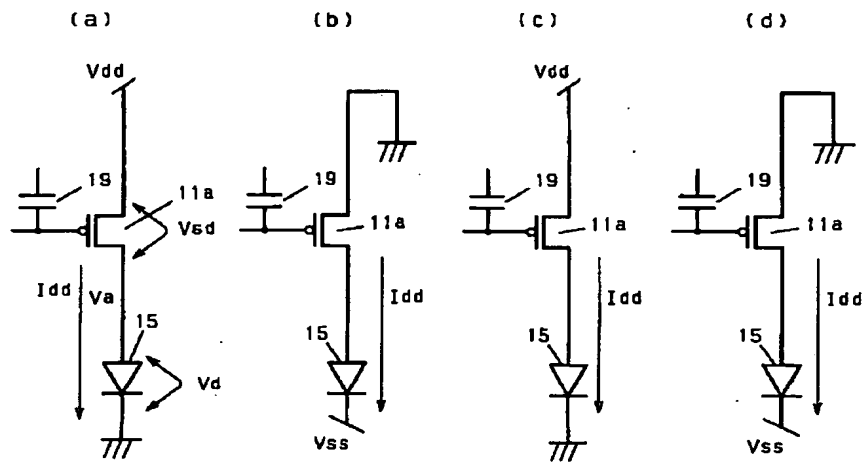 (a) (b) (c) (d)
Vdd Vdd
19 19 19 19
11a
Vsd 11a 11a 11a
Idd Va Idd Idd Idd
15 15 15 15
Vd
Vss Vss